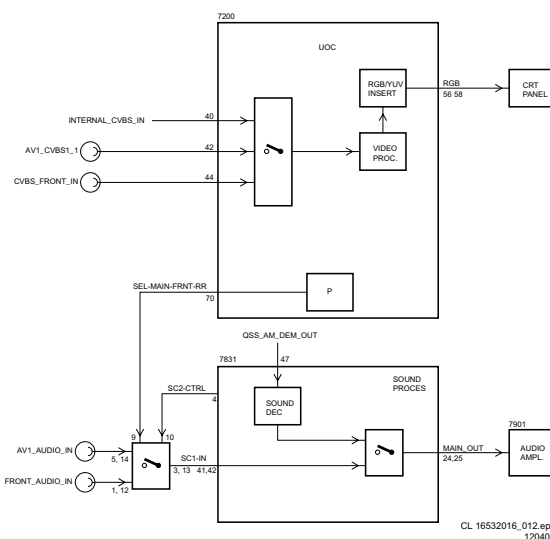 7200
UOC
RGB/YUV
INSERT
RGB
56 58
CRT
PANEL
INTERNAL_CVBS_IN
40
AV1_CVBS1_1
42
CVBS_FRONT_IN
44
VIDEO
PROC.
SEL-MAIN-FRNT-RR
70
P
QSS_AM_DEM_OUT
47
7831
SOUND
PROCES
SC2-CTRL
4
SOUND
DEC
9
10
7901
AV1_AUDIO_IN
5, 14
SC1-IN
3, 13
41,42
MAIN_OUT
24,25
AUDIO
AMPL.
FRONT_AUDIO_IN
1, 12
CL 16532016_012.ep
12040